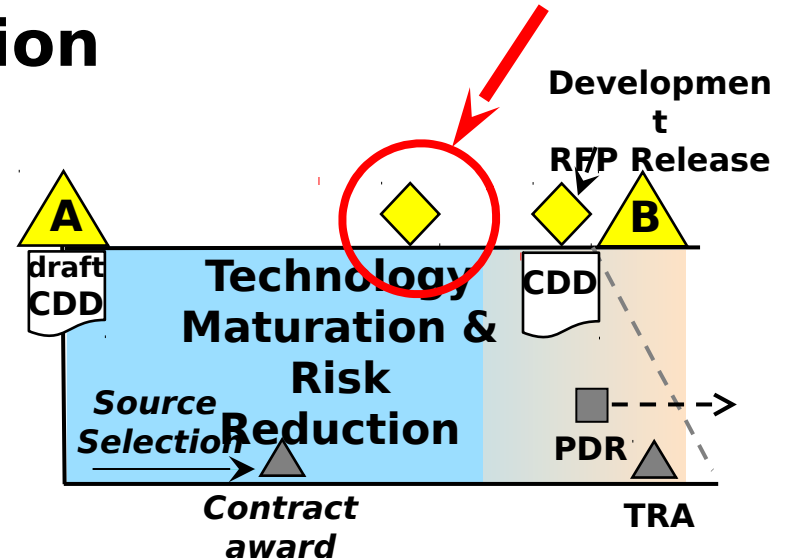 ion
Developmen
t
RFP Release
A
B
draft
CDD
CDD
Technology
Maturation &
Risk
Reduction
Source
Selection
PDR
Contract
award
TRA